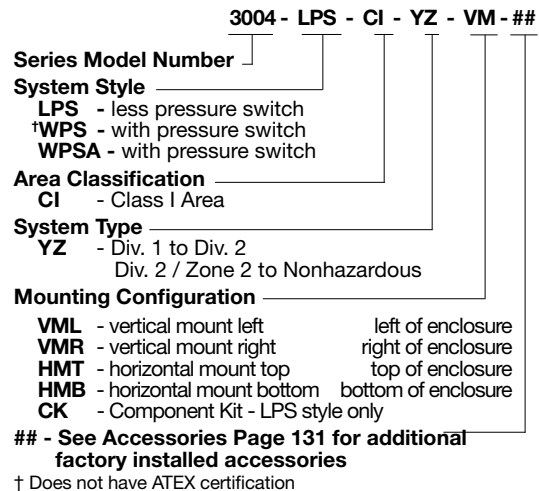 3004 - LPS - CI - YZ - VM - ##
Series Model Number
System Style
LPS - less pressure switch
†WPS - with pressure switch
WPSA - with pressure switch
Area Classification
CI - Class I Area
System Type
YZ - Div. 1 to Div. 2
Div. 2 / Zone 2 to Nonhazardous
Mounting Configuration
VML - vertical mount left left of enclosure
VMR - vertical mount right right of enclosure
HMT - horizontal mount top top of enclosure
HMB - horizontal mount bottom bottom of enclosure
CK - Component Kit - LPS style only
## - See Accessories Page 131 for additional
factory installed accessories
† Does not have ATEX certification